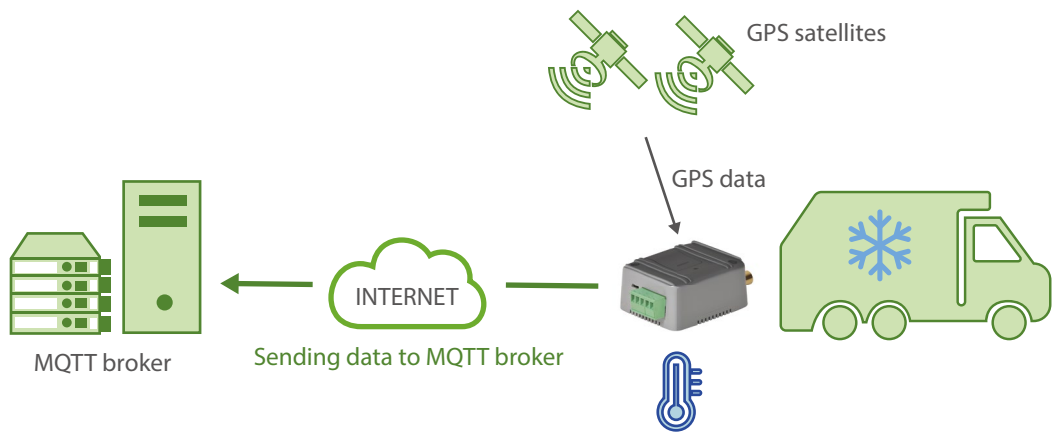 GPS satellites
GPS data
INTERNET
MQTT broker
Sending data to MQTT broker